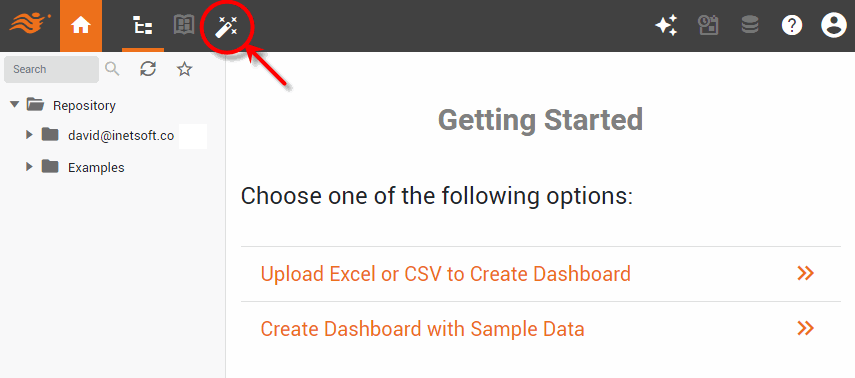 Search
Repository
david@inetsoft.co
Examples
Getting Started
Choose one of the following options:
Upload Excel or CSV to Create Dashboard
Create Dashboard with Sample Data